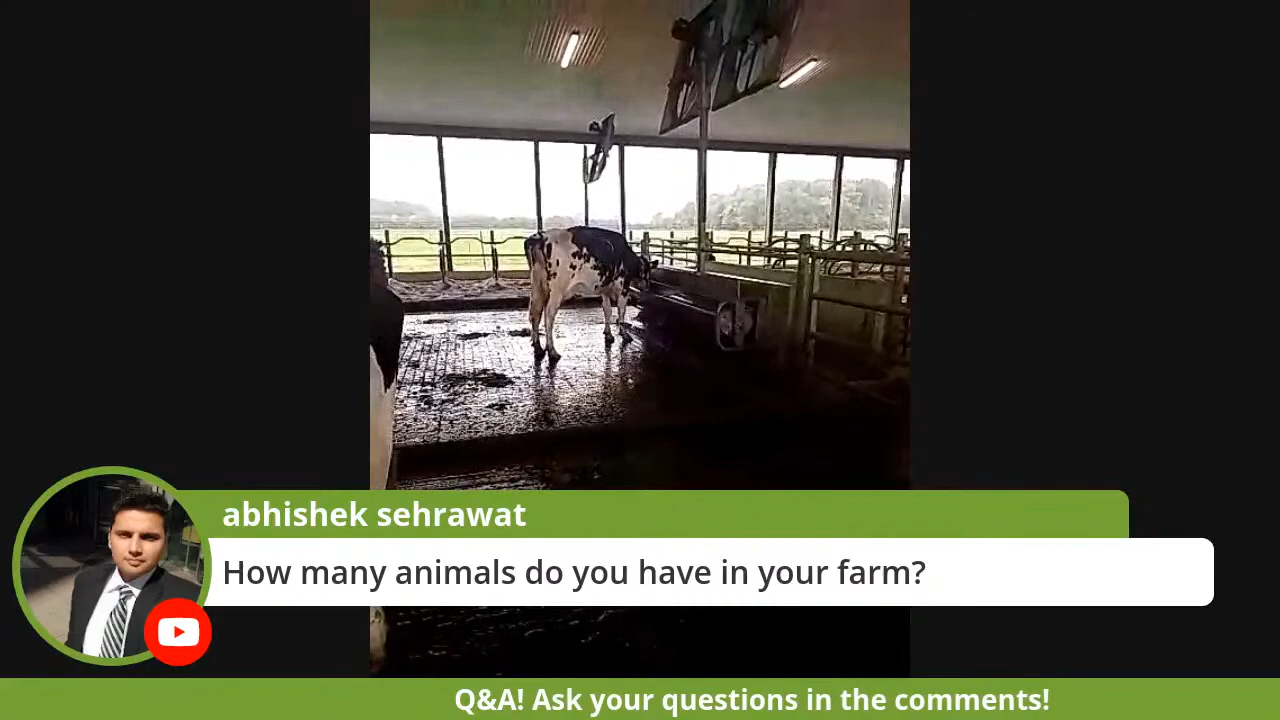 abhishek sehrawat
How many animals do you have in your farm?
Q&A! Ask your questions in the comments!